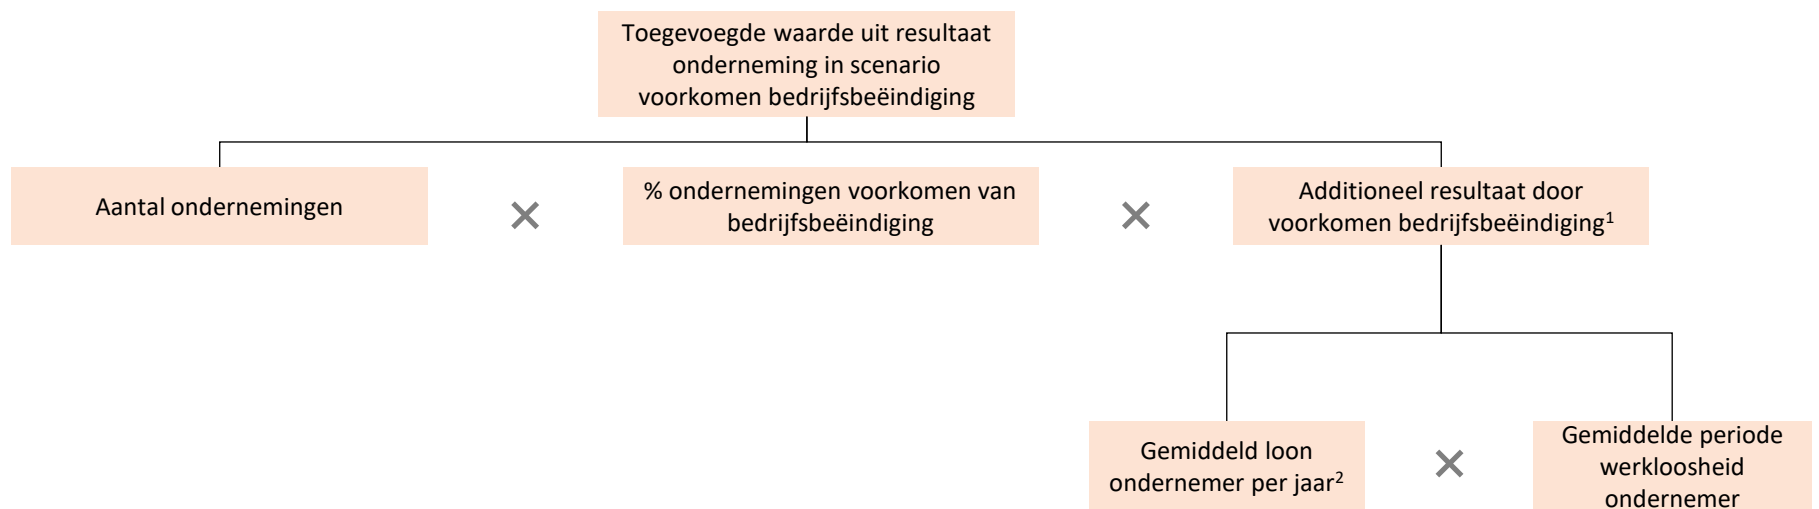 Toegevoegde waarde uit resultaat
onderneming in scenario
voorkomen bedrijfsbeëindiging
Aantal ondernemingen
% ondernemingen voorkomen van
bedrijfsbeëindiging
Additioneel resultaat door
voorkomen bedrijfsbeëindiging¹
Gemiddeld loon
ondernemer per jaar²
Gemiddelde periode
werkloosheid
ondernemer